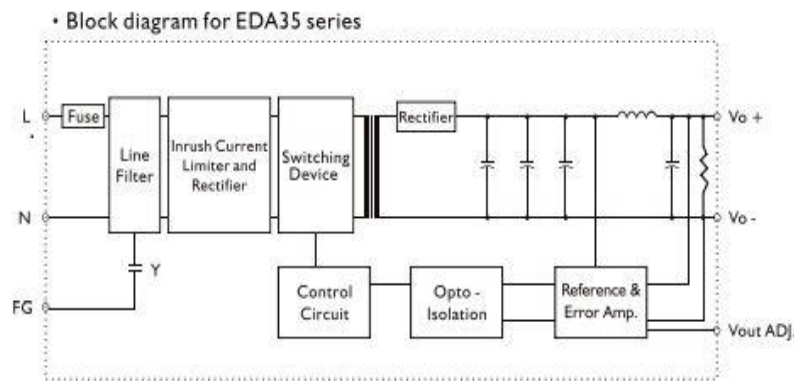 • Block diagram for EDA35 series
L
Fuse
Line
Filter
Inrush Current
Limiter and
Rectifier
Switching
Device
Rectifier
Vo +
N
Vo -
Y
FG
Control
Circuit
Opto -
Isolation
Reference &
Error Amp.
Vout ADJ.